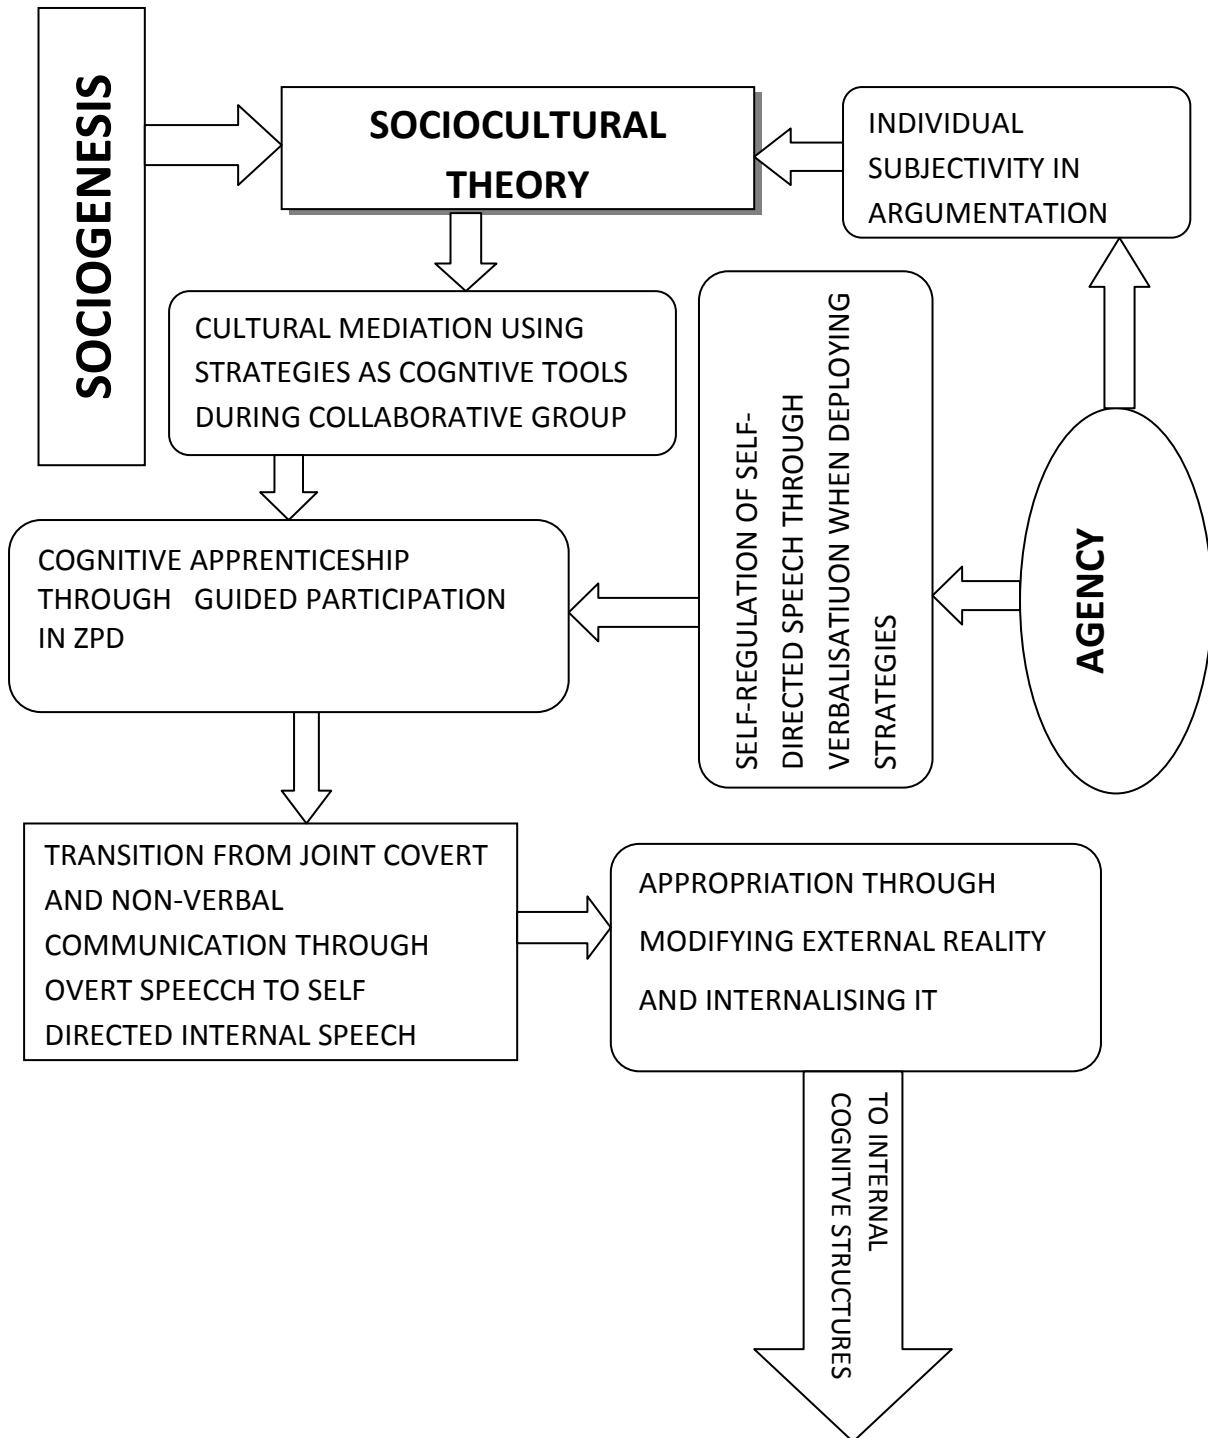 SOCIOGENESIS
SOCIOCULTURAL
THEORY
INDIVIDUAL
SUBJECTIVITY IN
ARGUMENTATION
CULTURAL MEDIATION USING
STRATEGIES AS COGNTIVE TOOLS
DURING COLLABORATIVE GROUP
SELF-REGULATION OF SELF-
DIRECTED SPEECH THROUGH
VERBALISATIUON WHEN DEPLOYING
STRATEGIES
AGENCY
COGNITIVE APPRENTICESHIP
THROUGH GUIDED PARTICIPATION
IN ZPD
TRANSITION FROM JOINT COVERT
AND NON-VERBAL
COMMUNICATION THROUGH
OVERT SPEECCH TO SELF
DIRECTED INTERNAL SPEECH
APPROPRIATION THROUGH
MODIFYING EXTERNAL REALITY
AND INTERNALISING IT
TO INTERNAL
COGNITVE STRUCTURES